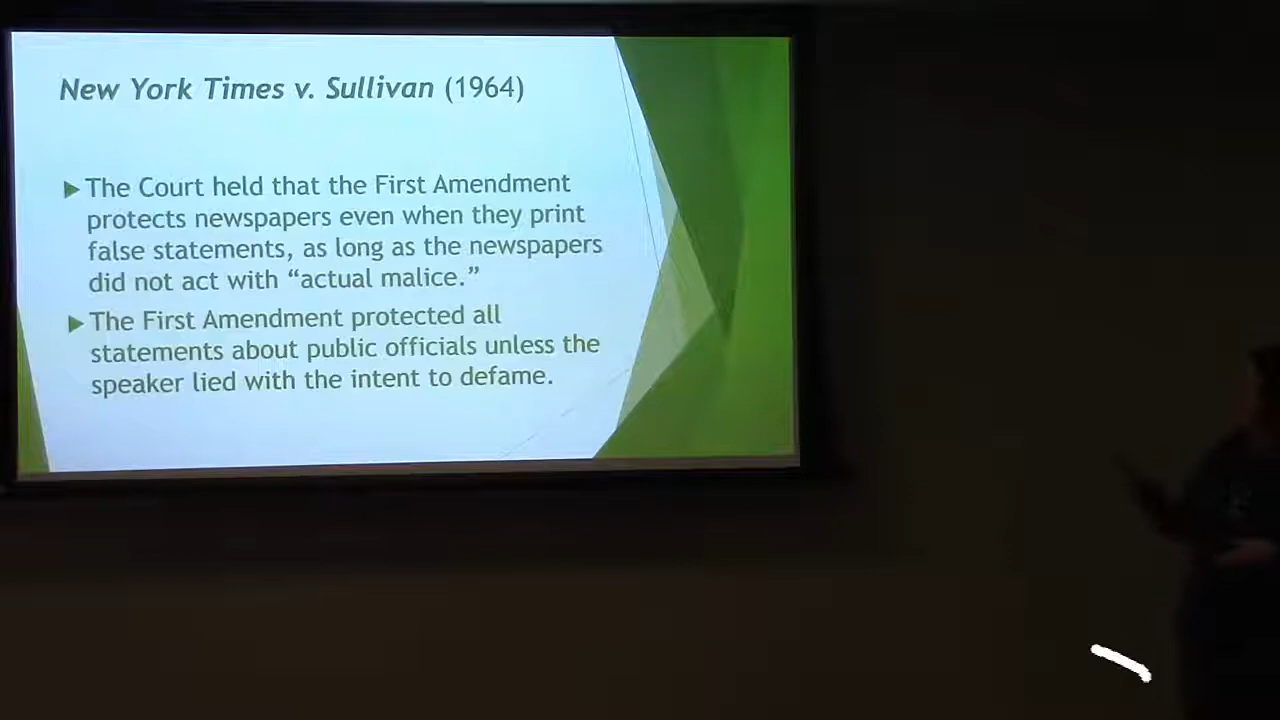 New York Times v. Sullivan (1964)
▶The Court held that the First Amendment
protects newspapers even when they print
false statements, as long as the newspapers
did not act with “actual malice.”
▶The First Amendment protected all
statements about public officials unless the
speaker lied with the intent to defame.